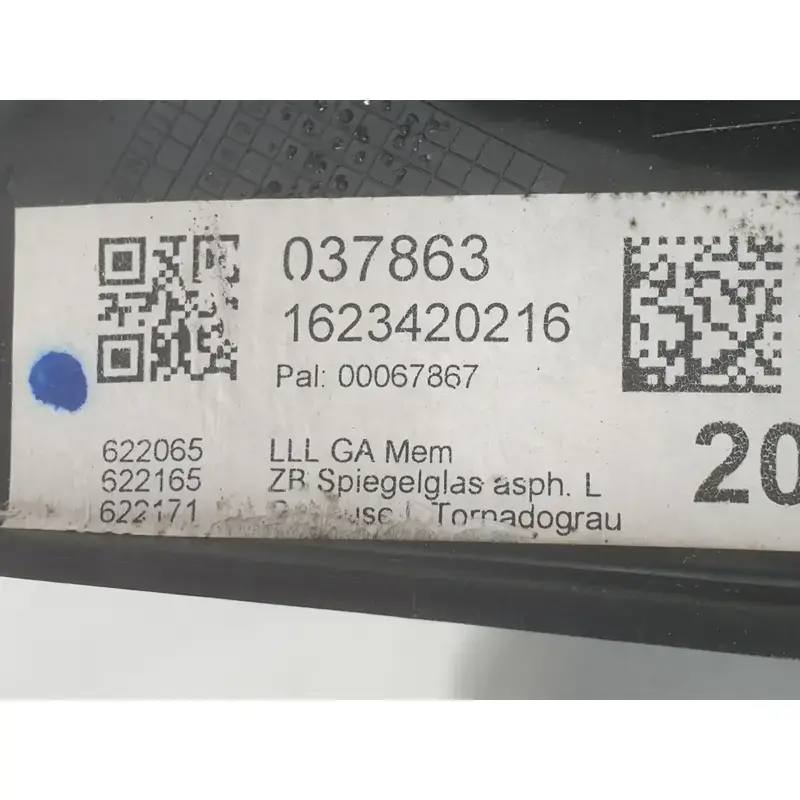 037863
1623420216
Pal: 00067867
20
622065 LLL GA Mem
622165 ZB Spiegelglas asph. L
622171 Tornadograu